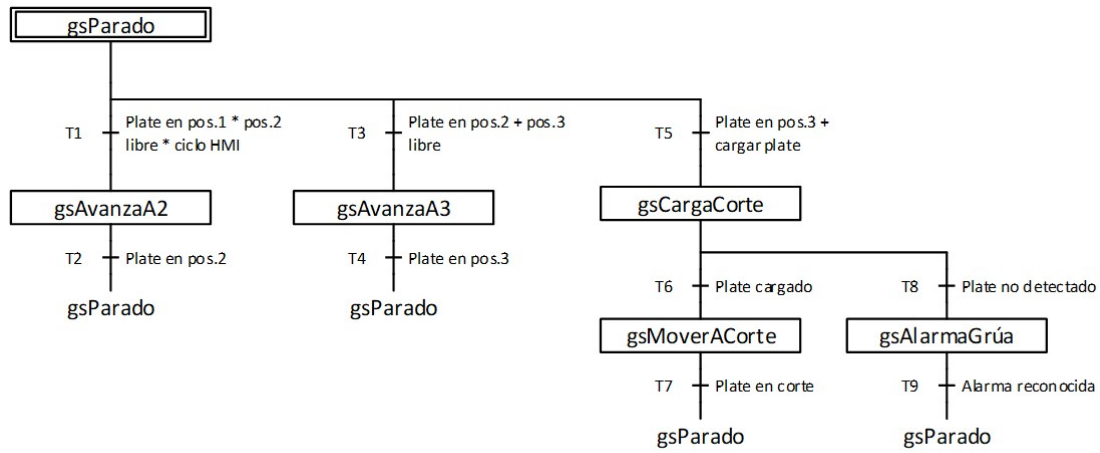 gsParado
T1
Plate en pos.1 * pos.2
libre * ciclo HMI
T3
Plate en pos.2 + pos.3
libre
T5
Plate en pos.3 +
cargar plate
gsAvanzaA2
gsAvanzaA3
gsCargaCorte
T2
Plate en pos.2
T4
Plate en pos.3
T6
Plate cargado
T8
Plate no detectado
gsParado
gsParado
gsMoverACorte
gsAlarmaGrúa
T7
Plate en corte
T9
Alarma reconocida
gsParado
gsParado